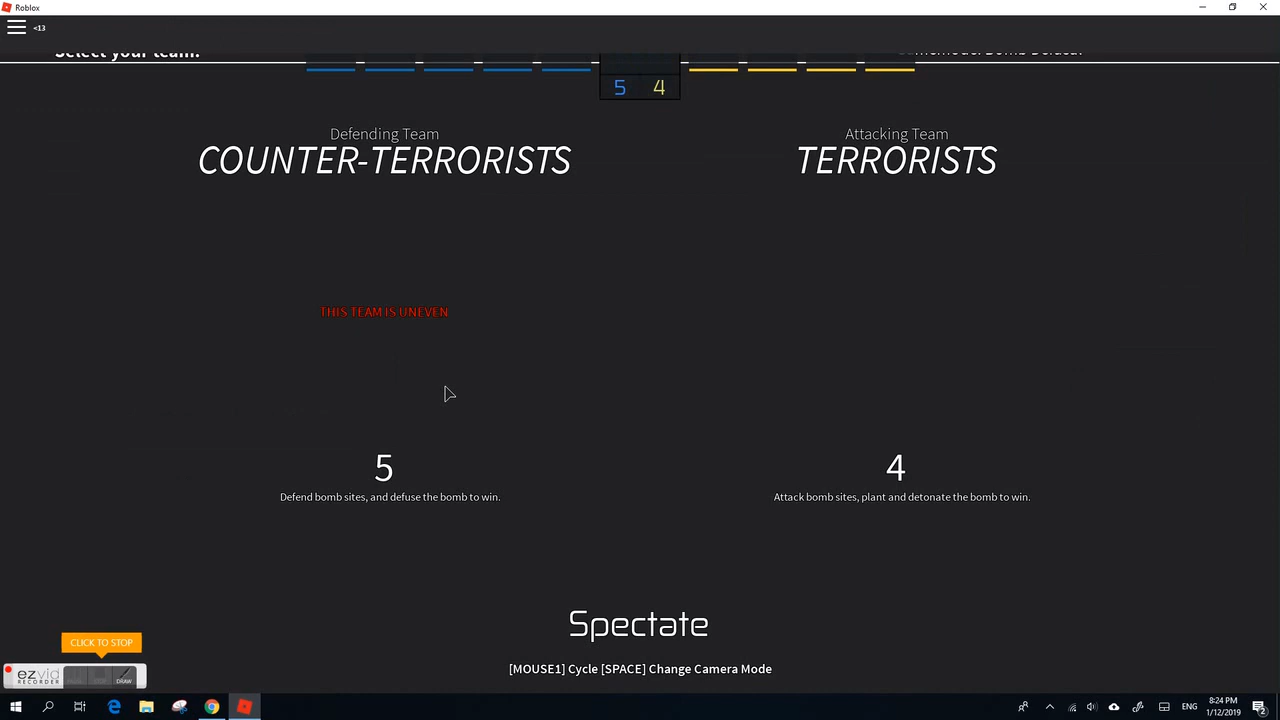 Roblox
<13
Select your team:
5 4
Defending Team
COUNTER-TERRORISTS
Attacking Team
TERRORISTS
THIS TEAM IS UNEVEN
5
Defend bomb sites, and defuse the bomb to win.
4
Attack bomb sites, plant and detonate the bomb to win.
Spectate
[MOUSE1] Cycle [SPACE] Change Camera Mode
CLICK TO STOP
ezvid
RECORDER
DRAW
ENG
8:24 PM
1/12/2019
2